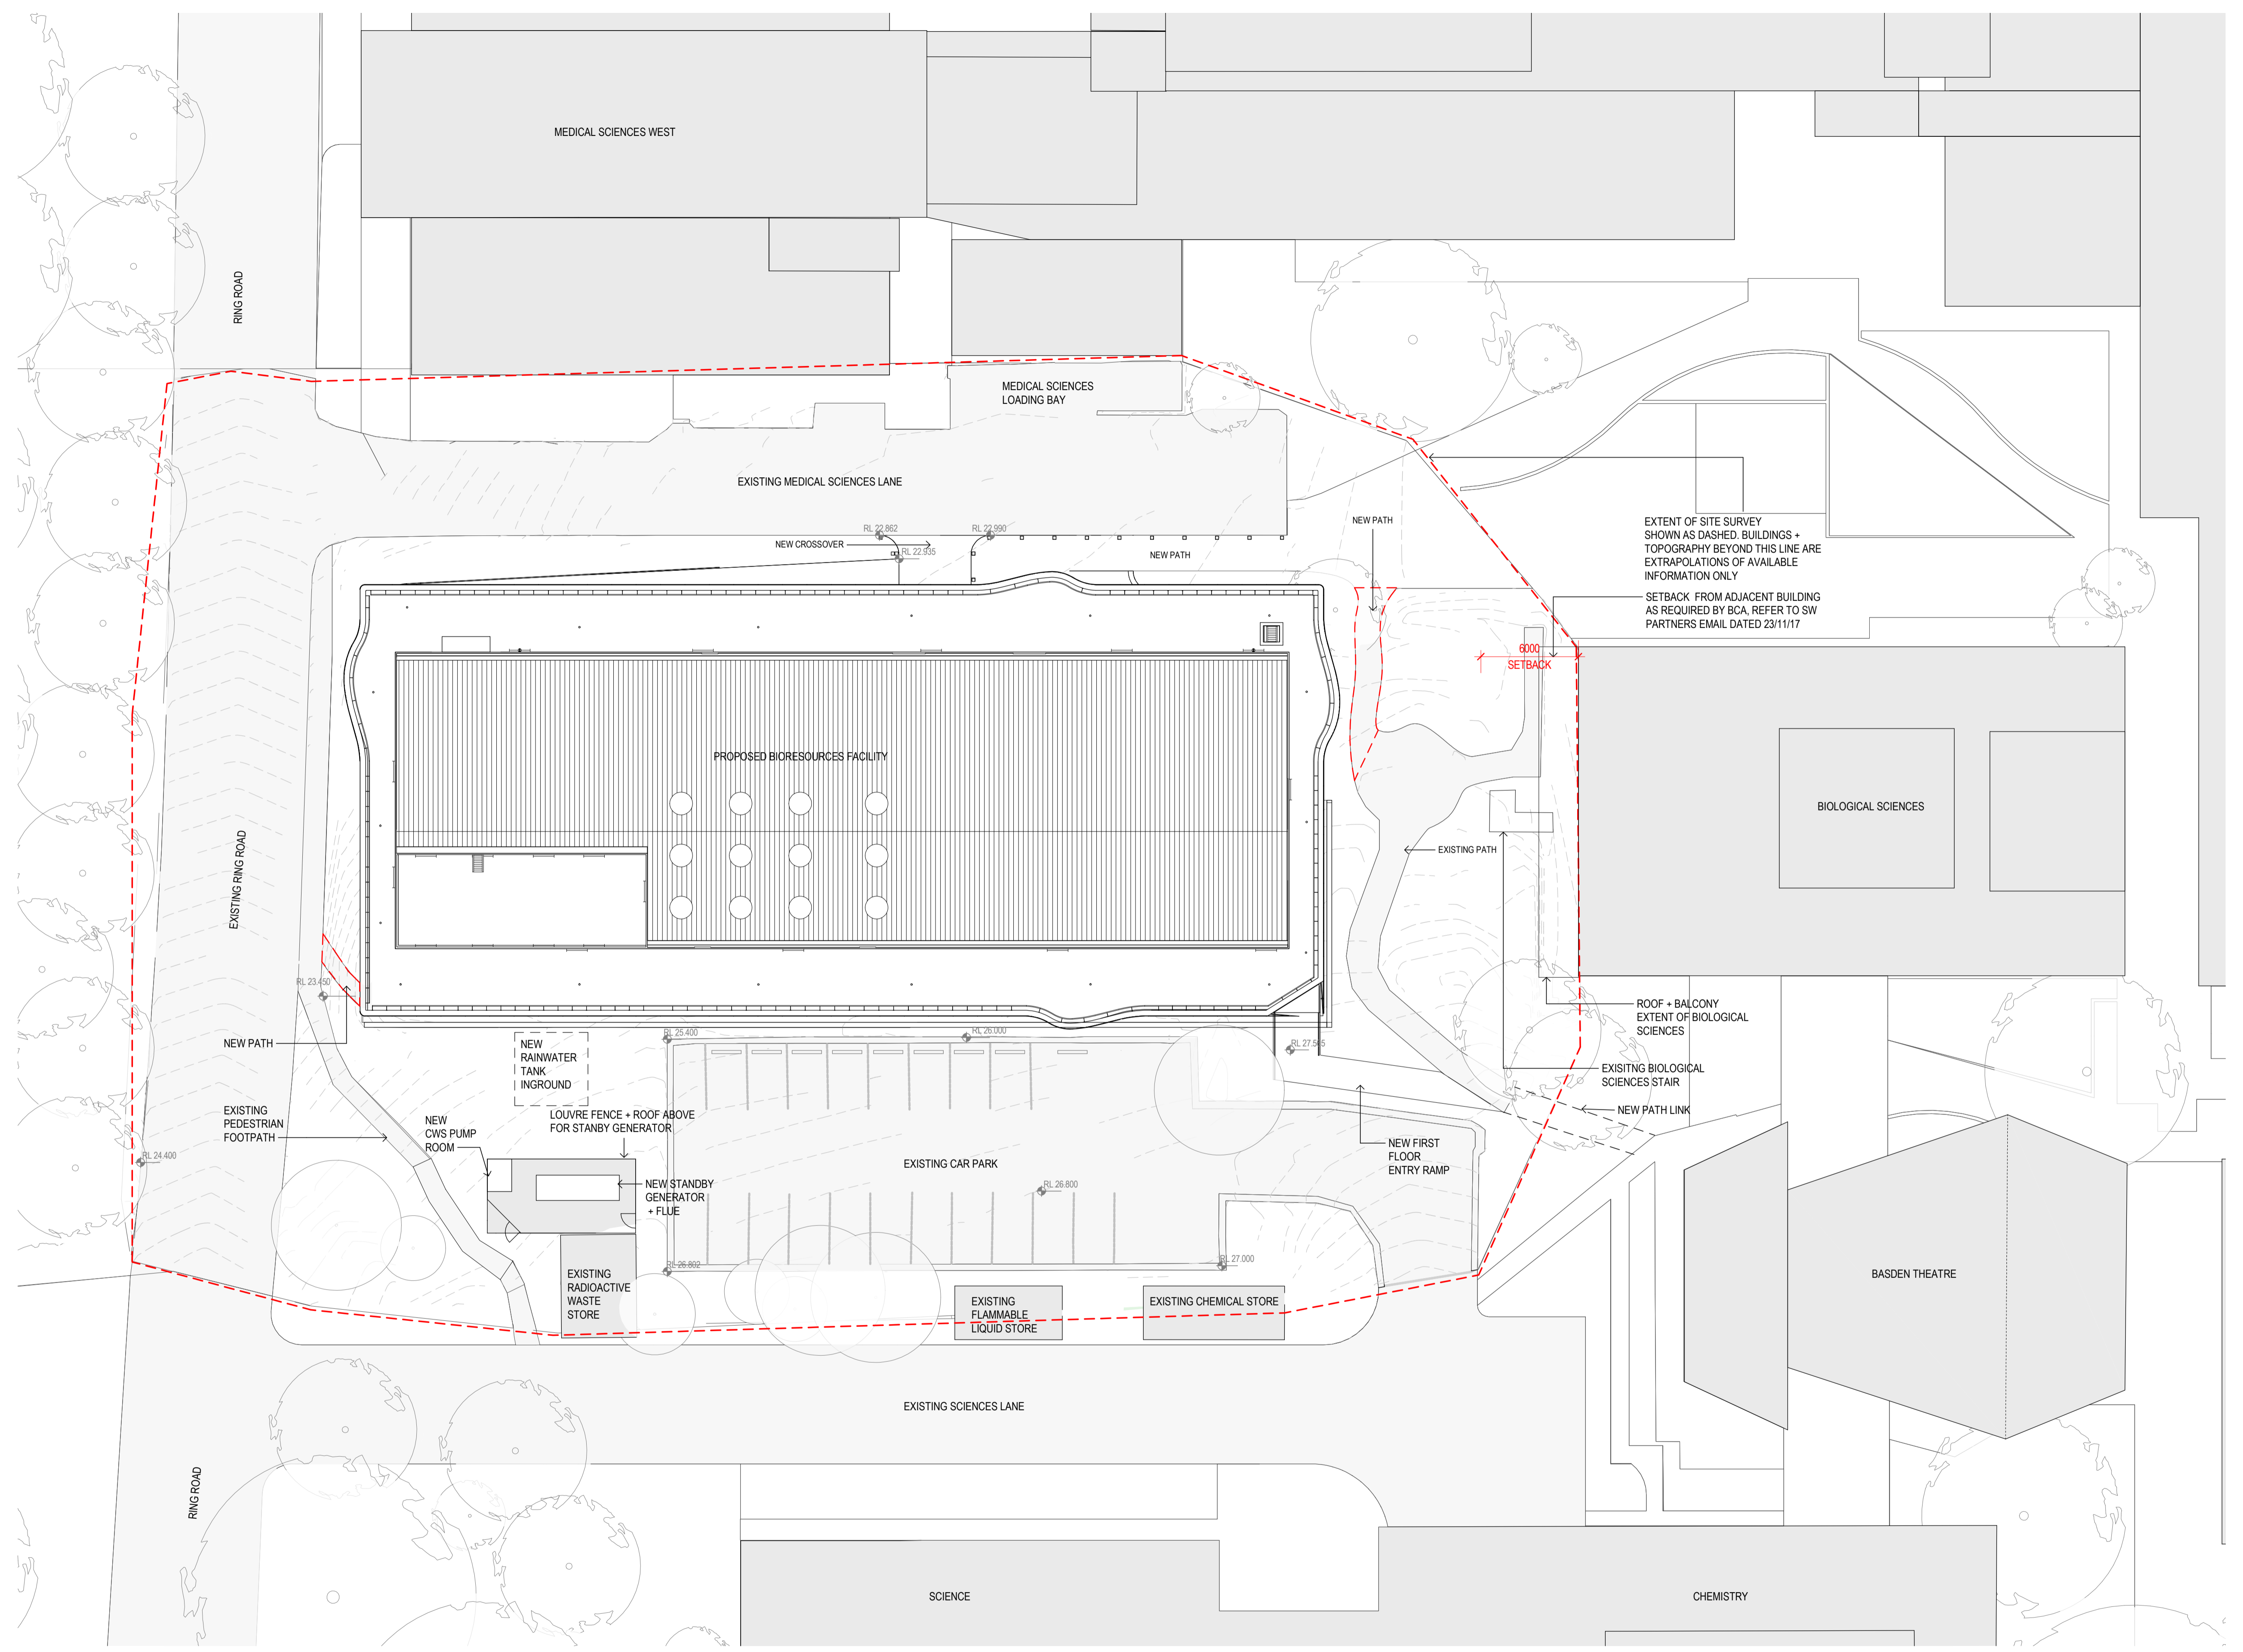 MEDICAL SCIENCES WEST
RING ROAD
MEDICAL SCIENCES
LOADING BAY
EXISTING MEDICAL SCIENCES LANE
RL 22.862
RL 22.990
NEW CROSSOVER
RL 22.935
NEW PATH
NEW PATH
EXTENT OF SITE SURVEY
SHOWN AS DASHED. BUILDINGS +
TOPOGRAPHY BEYOND THIS LINE ARE
EXTRAPOLATIONS OF AVAILABLE
INFORMATION ONLY
SETBACK FROM ADJACENT BUILDING
AS REQUIRED BY BCA, REFER TO SW
PARTNERS EMAIL DATED 23/11/17
6000
SETBACK
PROPOSED BIORESOURCES FACILITY
BIOLOGICAL SCIENCES
EXISTING PATH
EXISTING RING ROAD
RL 23.450
NEW PATH
ROOF + BALCONY
EXTENT OF BIOLOGICAL
SCIENCES
RL 25.400
RL 26.000
RL 27.565
NEW
RAINWATER
TANK
INGROUND
EXISITNG BIOLOGICAL
SCIENCES STAIR
NEW PATH LINK
EXISTING
PEDESTRIAN
FOOTPATH
NEW
CWS PUMP
ROOM
LOUVRE FENCE + ROOF ABOVE
FOR STANBY GENERATOR
RL 24.400
EXISTING CAR PARK
NEW FIRST
FLOOR
ENTRY RAMP
NEW STANDBY
GENERATOR
+ FLUE
RL 26.800
RL 26.802
RL 27.000
EXISTING
RADIOACTIVE
WASTE
STORE
EXISTING
FLAMMABLE
LIQUID STORE
EXISTING CHEMICAL STORE
BASDEN THEATRE
EXISTING SCIENCES LANE
RING ROAD
SCIENCE
CHEMISTRY